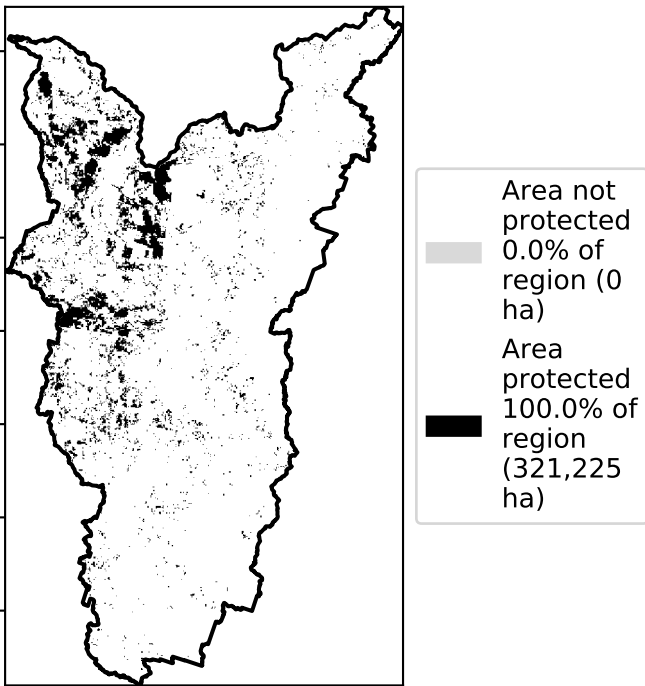 Area not
protected
0.0% of
region (0
ha)
Area
protected
100.0% of
region
(321,225
ha)